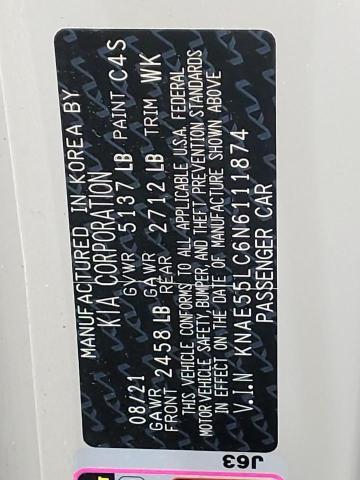 MANUFACTURED IN KOREA BY
KIA CORPORATION
08/21 GVWR 5137 LB PAINT C4S
GAWR FRONT 2458 LB GAWR REAR 2712 LB TRIM WK
THIS VEHICLE CONFORMS TO ALL APPLICABLE U.S.A. FEDERAL
MOTOR VEHICLE SAFETY, BUMPER, AND THEFT PREVENTION STANDARDS
IN EFFECT ON THE DATE OF MANUFACTURE SHOWN ABOVE
V.I.N KNAE55LC6N6111874
PASSENGER CAR
J63